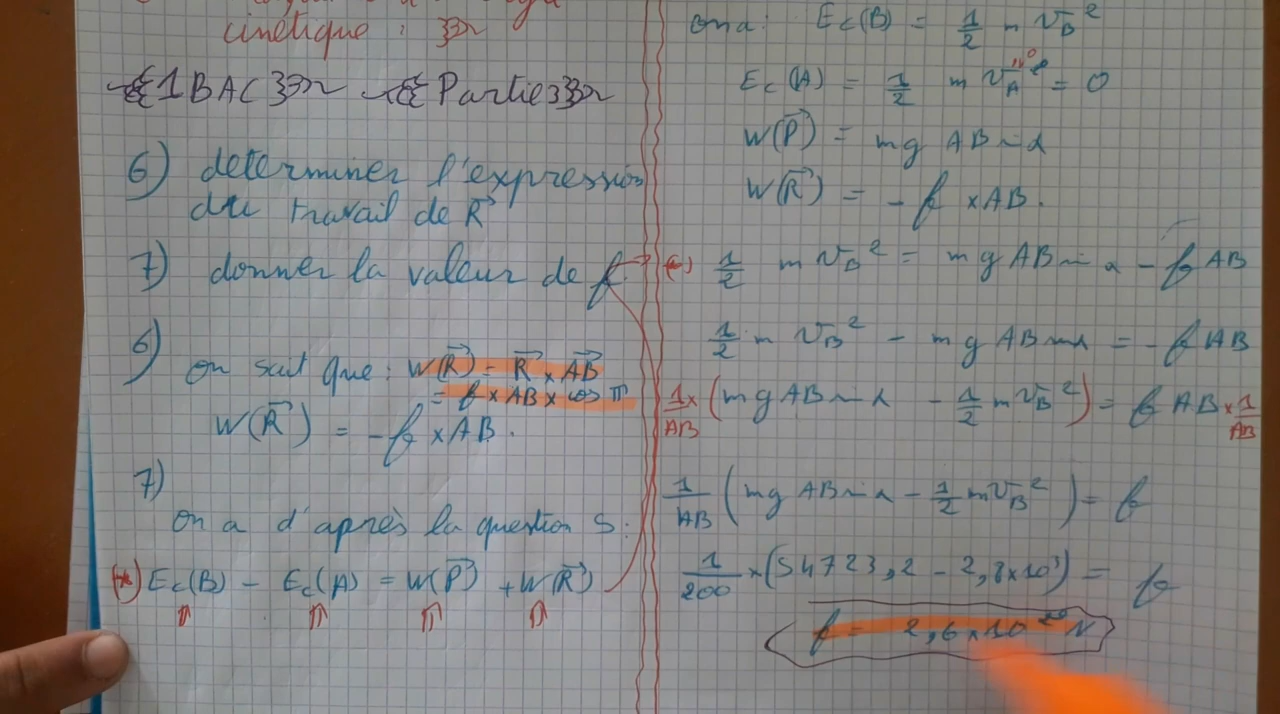 cinétique :
1BAC Partie
6) determiner l'expression
du travail de R⃗
7) donner la valeur de f
6) on sait que : W(R⃗) = R⃗ × AB⃗
= f × AB × cos π
W(R⃗) = -f × AB.
7)
on a d'après la question 5:
(*) Ec(B) - Ec(A) = W(P⃗) + W(R⃗)
on a: Ec(B) = 1/2 m VB²
Ec(A) = 1/2 m VA² = 0
W(P⃗) = mg AB sin α
W(R⃗) = -f × AB.
1/2 m VB² = mg AB sin α - f AB
1/2 m VB² - mg AB sin α = -f AB
1/AB × (mg AB sin α - 1/2 m VB²) = f AB × 1/AB
1/AB (mg AB sin α - 1/2 m VB²) = f
1/200 × (54723,2 - 2,8×10³) = f
f = 2,6×10² N